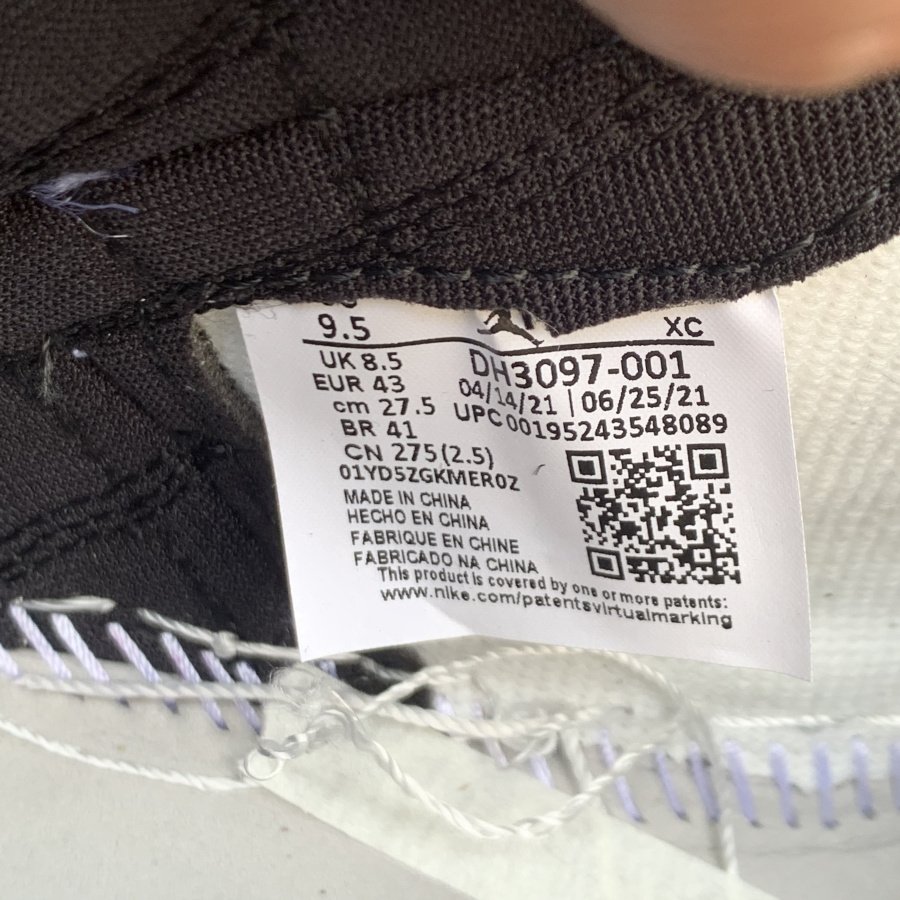 9.5
XC
UK 8.5
EUR 43
cm 27.5
BR 41
CN 275(2.5)
01YD5ZGKMER0Z
DH3097-001
04/14/21 | 06/25/21
UPC 00195243548089
MADE IN CHINA
HECHO EN CHINA
FABRIQUE EN CHINE
FABRICADO NA CHINA
This product is covered by one or more patents:
www.nike.com/patentsvirtualmarking